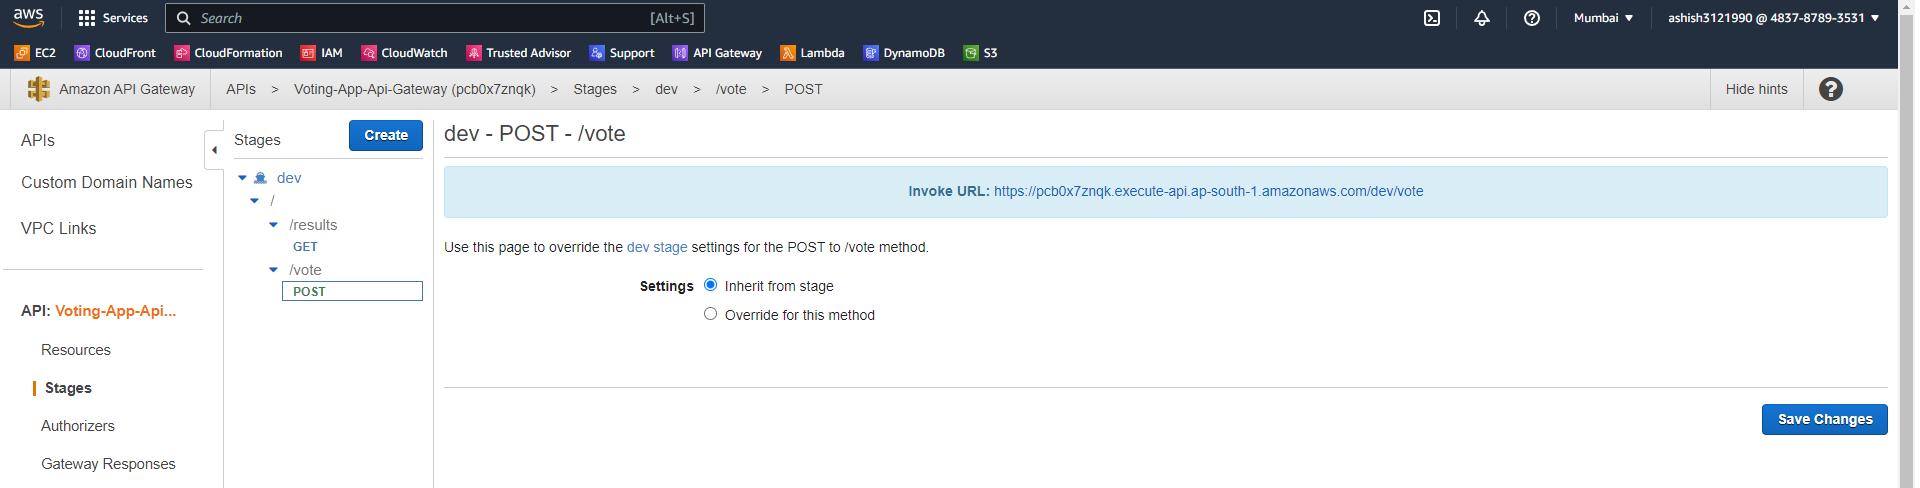 aws Services Search [Alt+S] Mumbai ▼ ashish3121990 @ 4837-8789-3531 ▼
EC2 CloudFront CloudFormation IAM CloudWatch Trusted Advisor Support API Gateway Lambda DynamoDB S3
Amazon API Gateway APIs > Voting-App-Api-Gateway (pcb0x7znqk) > Stages > dev > /vote > POST Hide hints ?
APIs
Custom Domain Names
VPC Links
API: Voting-App-Api...
Resources
Stages
Authorizers
Gateway Responses
Stages Create
dev
/
/results
GET
/vote
POST
dev - POST - /vote
Invoke URL: https://pcb0x7znqk.execute-api.ap-south-1.amazonaws.com/dev/vote
Use this page to override the dev stage settings for the POST to /vote method.
Settings Inherit from stage
Override for this method
Save Changes